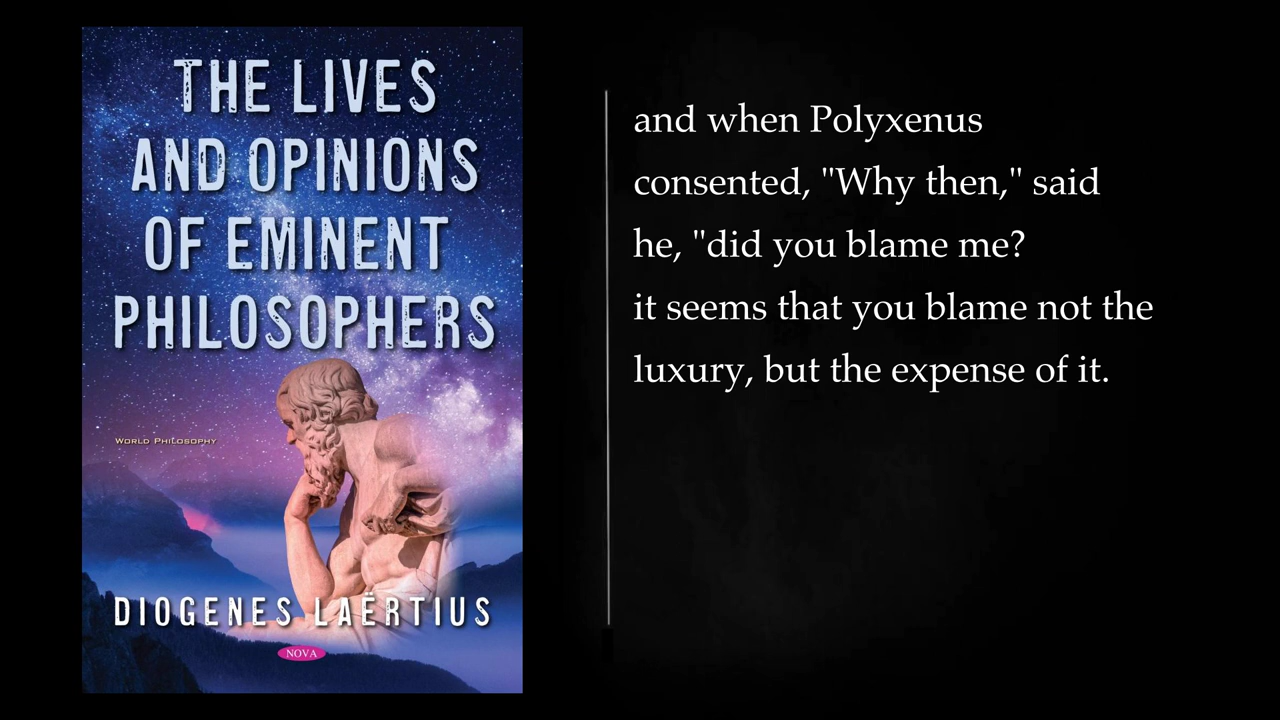 THE LIVES
AND OPINIONS
OF EMINENT
PHILOSOPHERS
WORLD PHILOSOPHY
DIOGENES LAËRTIUS
NOVA
and when Polyxenus
consented, "Why then," said
he, "did you blame me?
it seems that you blame not the
luxury, but the expense of it.